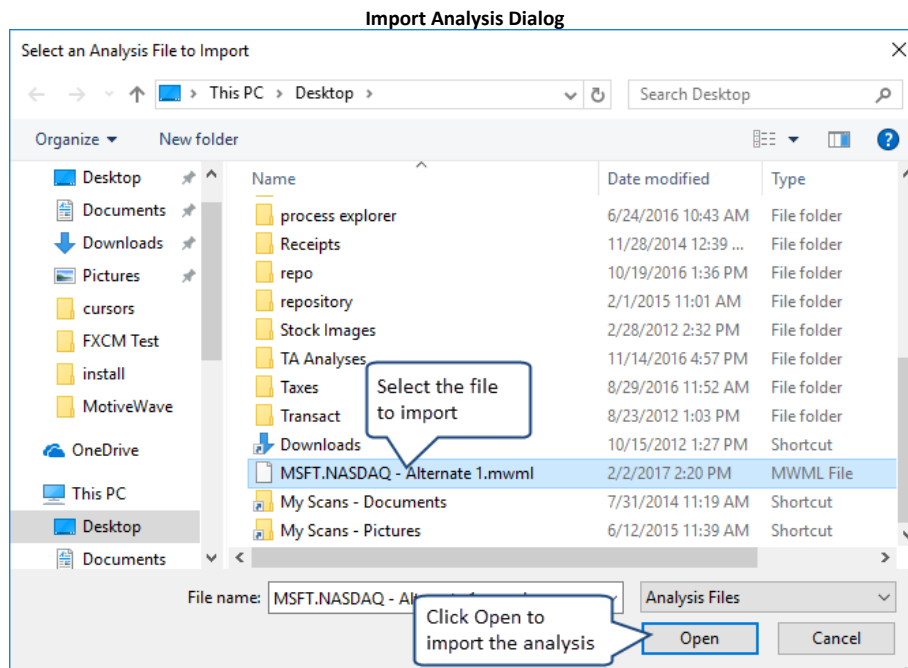 Import Analysis Dialog
Select an Analysis File to Import
This PC > Desktop >
Search Desktop
Organize
New folder
Desktop
Documents
Downloads
Pictures
cursors
FXCM Test
install
MotiveWave
OneDrive
This PC
Desktop
Documents
Name Date modified Type
process explorer 6/24/2016 10:43 AM File folder
Receipts 11/28/2014 12:39 ... File folder
repo 10/19/2016 1:36 PM File folder
repository 2/1/2015 11:01 AM File folder
Stock Images 2/28/2012 2:32 PM File folder
TA Analyses 11/14/2016 4:57 PM File folder
Taxes 8/29/2016 11:52 AM File folder
Transact 8/23/2012 1:03 PM File folder
Downloads 10/15/2012 1:27 PM Shortcut
MSFT.NASDAQ - Alternate 1.mwml 2/2/2017 2:20 PM MWML File
My Scans - Documents 7/31/2014 11:19 AM Shortcut
My Scans - Pictures 6/12/2015 11:39 AM Shortcut
Select the file
to import
File name: MSFT.NASDAQ - Analysis Files
Click Open to
import the analysis
Open Cancel